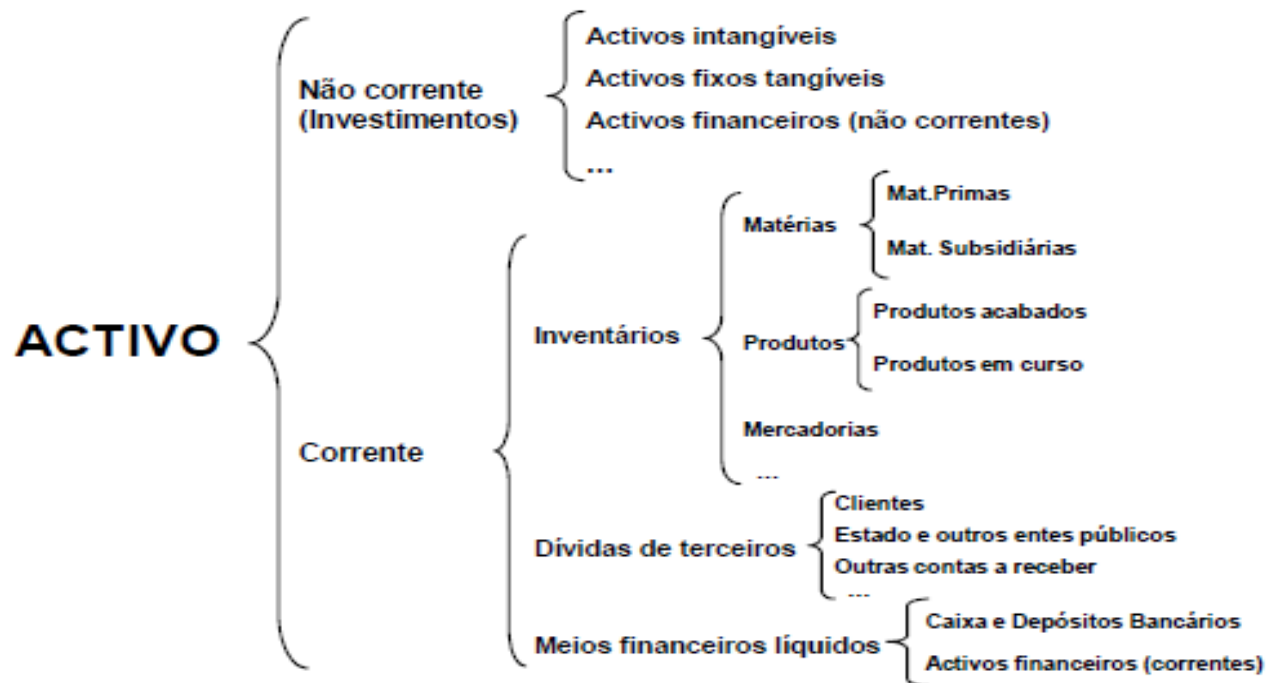 ACTIVO
Não corrente
(Investimentos)
Activos intangíveis
Activos fixos tangíveis
Activos financeiros (não correntes)
...
Corrente
Inventários
Matérias
Mat.Primas
Mat. Subsidiárias
Produtos
Produtos acabados
Produtos em curso
Mercadorias
...
Dívidas de terceiros
Clientes
Estado e outros entes públicos
Outras contas a receber
...
Meios financeiros líquidos
Caixa e Depósitos Bancários
Activos financeiros (correntes)